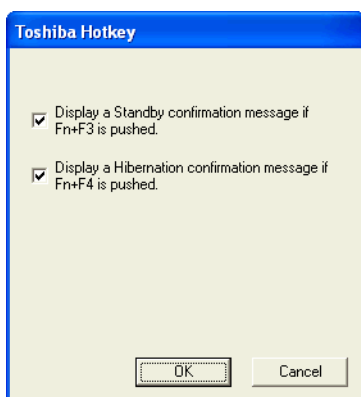 Toshiba Hotkey
Display a Standby confirmation message if
Fn+F3 is pushed.
Display a Hibernation confirmation message if
Fn+F4 is pushed.
OK
Cancel